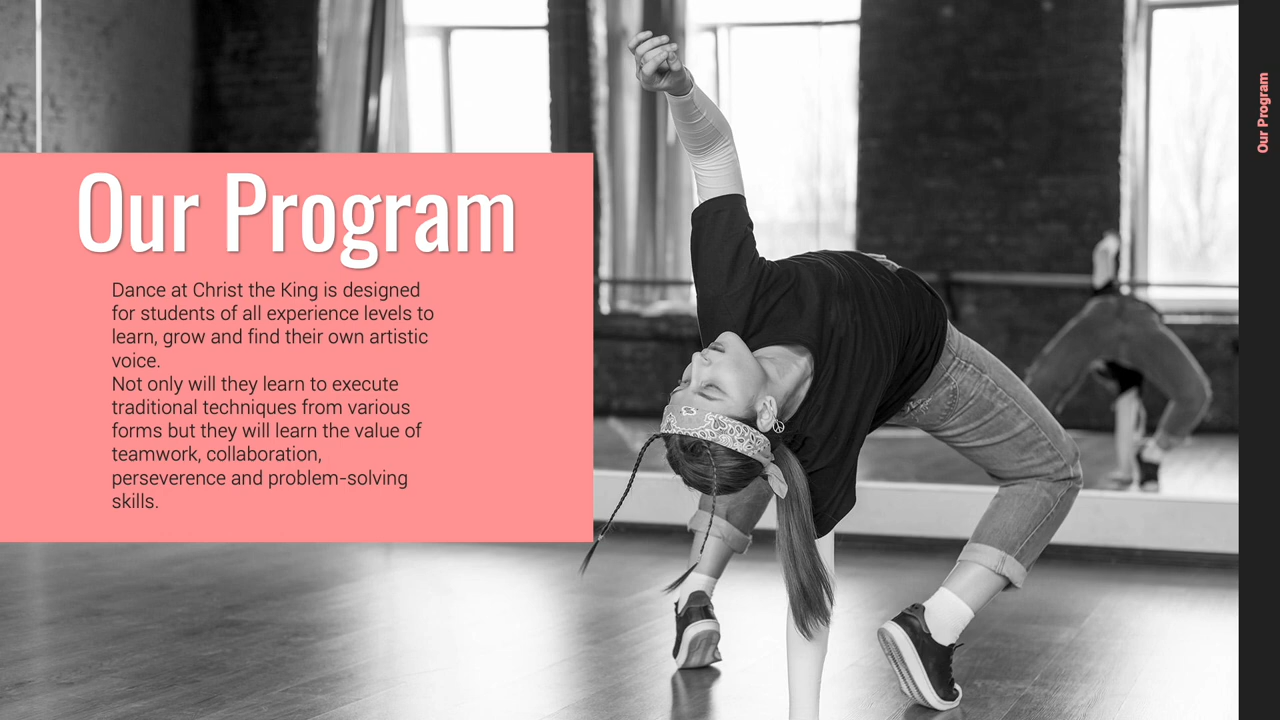 Our Program
Dance at Christ the King is designed
for students of all experience levels to
learn, grow and find their own artistic
voice.
Not only will they learn to execute
traditional techniques from various
forms but they will learn the value of
teamwork, collaboration,
perseverence and problem-solving
skills.
Our Program